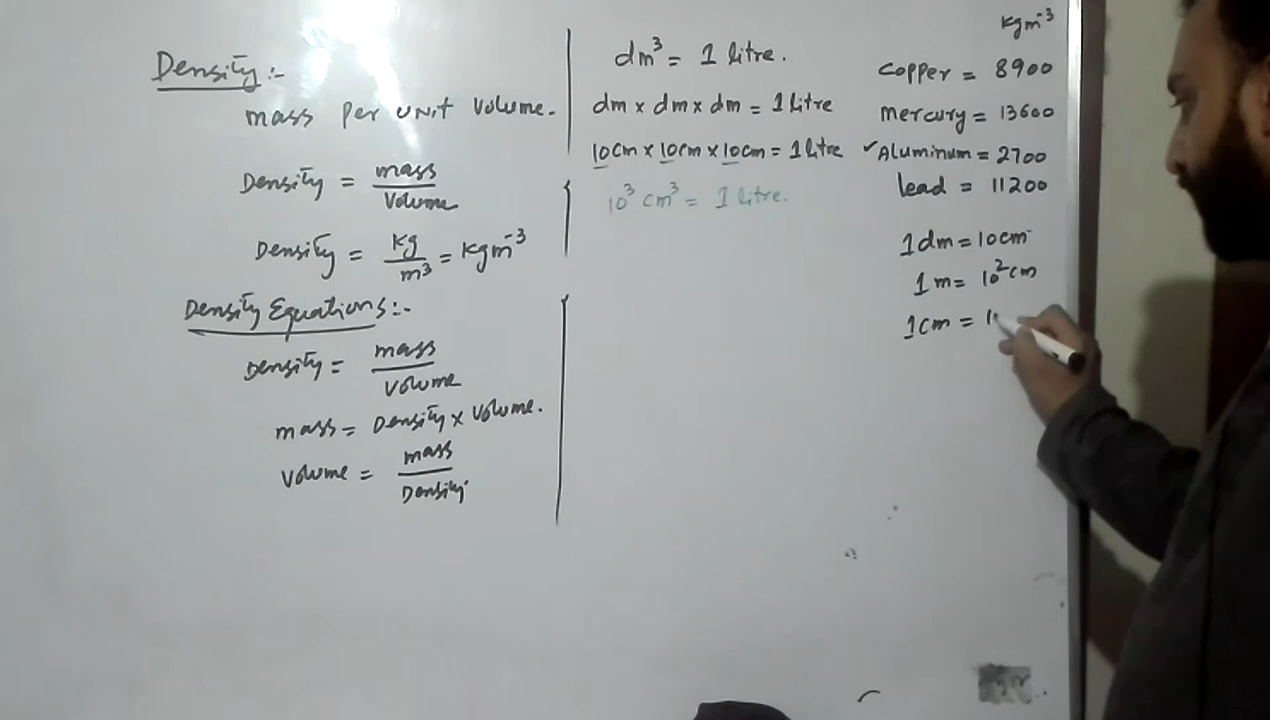 Density :-
mass per unit volume.
Density = mass / volume
Density = kg / m³ = kgm⁻³
Density Equations :-
Density = mass / volume
mass = Density x volume.
volume = mass / Density
dm³ = 1 litre.
dm x dm x dm = 1 litre
10cm x 10cm x 10cm = 1 litre
10³ cm³ = 1 litre.
kgm⁻³
copper = 8900
mercury = 13600
✓Aluminum = 2700
lead = 11200
1dm = 10cm
1m = 10²cm
1cm = 1